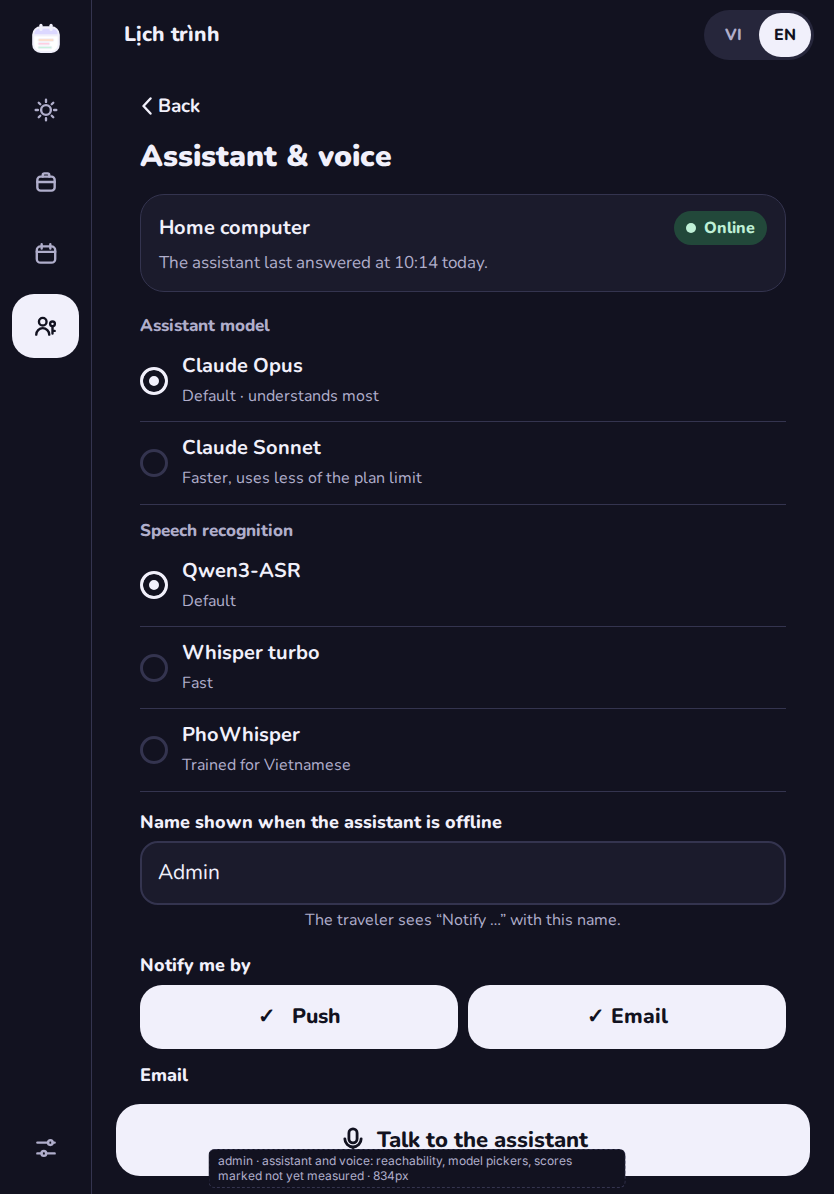 Lịch trình
VI
EN
Back
Assistant & voice
Home computer
Online
The assistant last answered at 10:14 today.
Assistant model
Claude Opus
Default · understands most
Claude Sonnet
Faster, uses less of the plan limit
Speech recognition
Qwen3-ASR
Default
Whisper turbo
Fast
PhoWhisper
Trained for Vietnamese
Name shown when the assistant is offline
Admin
The traveler sees “Notify …” with this name.
Notify me by
✓ Push
✓ Email
Email
Talk to the assistant
admin · assistant and voice: reachability, model pickers, scores
marked not yet measured · 834px